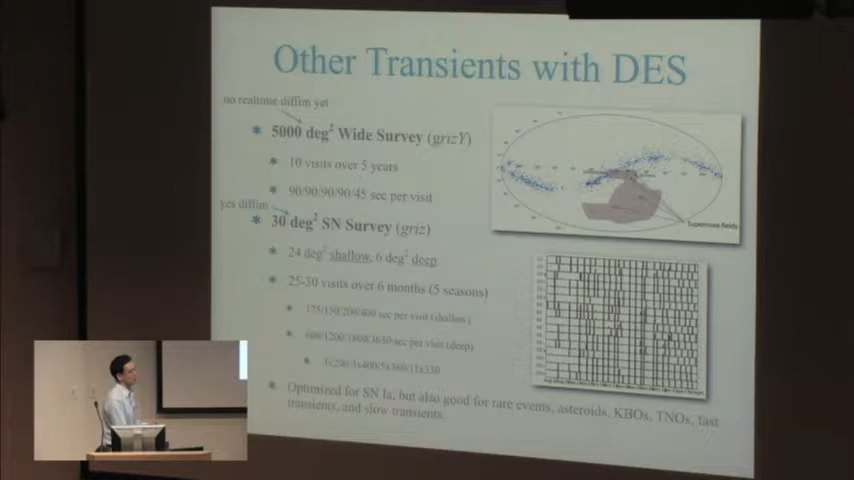 Other Transients with DES
no realtime diffim yet
* 5000 deg² Wide Survey (grizY)
* 10 visits over 5 years
* 90/90/90/90/45 sec per visit
yes diffim
* 30 deg² SN Survey (griz)
* 24 deg² shallow, 6 deg² deep
* 25-30 visits over 6 months (5 seasons)
* 175/150/200/400 sec per visit (shallow)
* 600/1200/1800/3630 sec per visit (deep)
* 3x200/3x400/5x360/11x330
* Optimized for SN Ia, but also good for rare events, asteroids, KBOs, TNOs, fast
transients, and slow transients.
Supernova fields